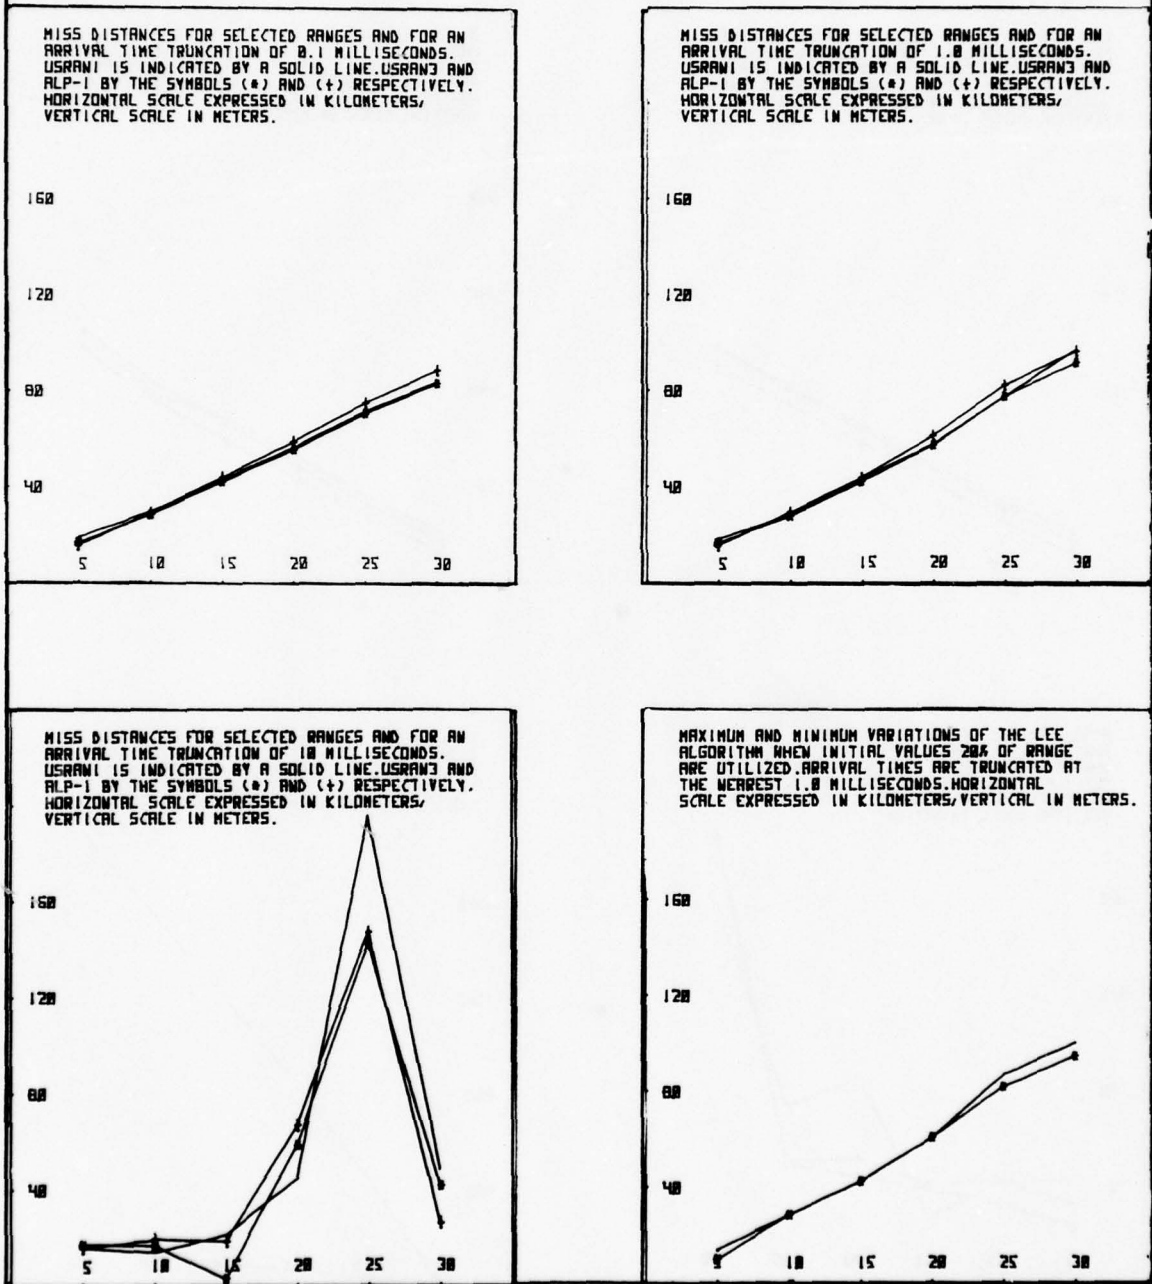 MISS DISTANCES FOR SELECTED RANGES AND FOR AN
ARRIVAL TIME TRUNCATION OF 0.1 MILLISECONDS.
USRAN1 IS INDICATED BY A SOLID LINE.USRAN3 AND
ALP-1 BY THE SYMBOLS (*) AND (+) RESPECTIVELY.
HORIZONTAL SCALE EXPRESSED IN KILOMETERS,
VERTICAL SCALE IN METERS.
160
120
80
40
5 10 15 20 25 30
MISS DISTANCES FOR SELECTED RANGES AND FOR AN
ARRIVAL TIME TRUNCATION OF 1.0 MILLISECONDS.
USRAN1 IS INDICATED BY A SOLID LINE.USRAN3 AND
ALP-1 BY THE SYMBOLS (*) AND (+) RESPECTIVELY.
HORIZONTAL SCALE EXPRESSED IN KILOMETERS,
VERTICAL SCALE IN METERS.
160
120
80
40
5 10 15 20 25 30
MISS DISTANCES FOR SELECTED RANGES AND FOR AN
ARRIVAL TIME TRUNCATION OF 10 MILLISECONDS.
USRAN1 IS INDICATED BY A SOLID LINE.USRAN3 AND
ALP-1 BY THE SYMBOLS (*) AND (+) RESPECTIVELY.
HORIZONTAL SCALE EXPRESSED IN KILOMETERS,
VERTICAL SCALE IN METERS.
160
120
80
40
5 10 15 20 25 30
MAXIMUM AND MINIMUM VARIATIONS OF THE LEE
ALGORITHM WHEN INITIAL VALUES 20% OF RANGE
ARE UTILIZED.ARRIVAL TIMES ARE TRUNCATED AT
THE NEAREST 1.0 MILLISECONDS.HORIZONTAL
SCALE EXPRESSED IN KILOMETERS,VERTICAL IN METERS.
160
120
80
40
5 10 15 20 25 30